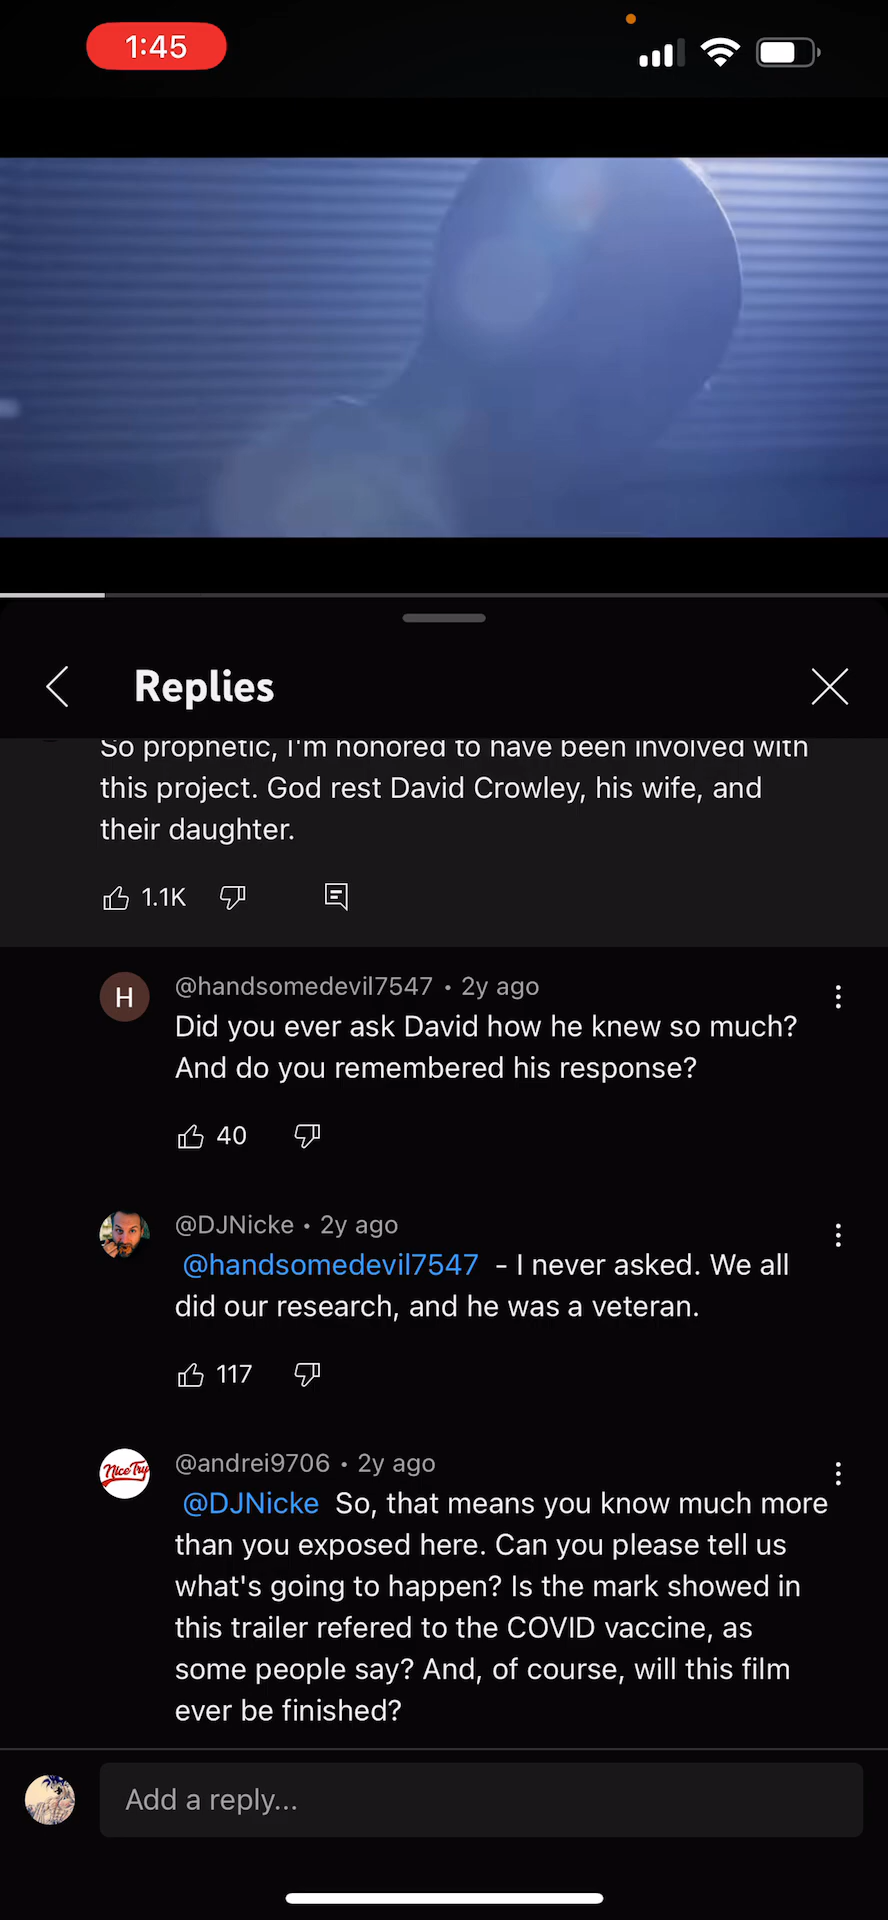 1:45
Replies
So prophetic, I'm honored to have been involved with
this project. God rest David Crowley, his wife, and
their daughter.
1.1K
H
@handsomedevil7547 • 2y ago
Did you ever ask David how he knew so much?
And do you remembered his response?
40
@DJNicke • 2y ago
@handsomedevil7547 - I never asked. We all
did our research, and he was a veteran.
117
Nice Try
@andrei9706 • 2y ago
@DJNicke So, that means you know much more
than you exposed here. Can you please tell us
what's going to happen? Is the mark showed in
this trailer refered to the COVID vaccine, as
some people say? And, of course, will this film
ever be finished?
Add a reply...